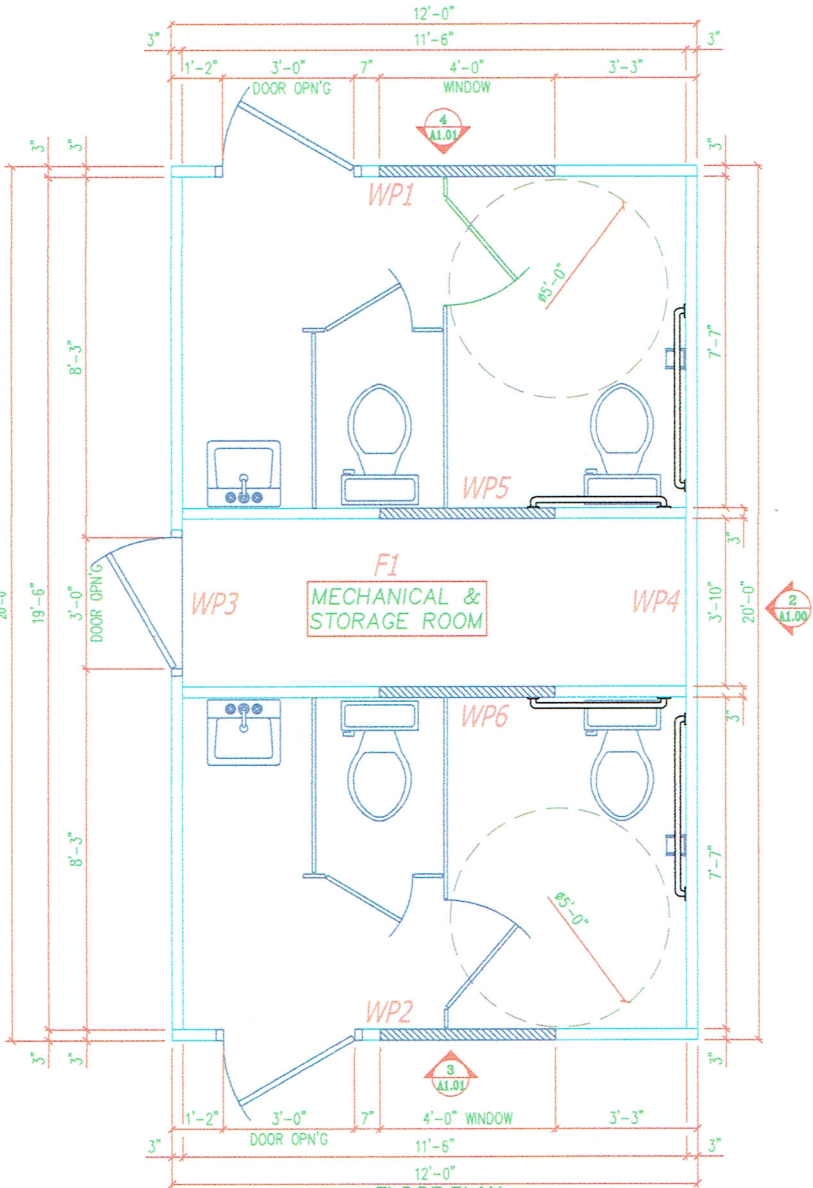 12'-0"
3" 11'-6" 3"
1'-2" 3'-0" 7" 4'-0" 3'-3"
DOOR OPN'G WINDOW
4
A1.01
3" 3" 3"
WP1
ø5'-0"
8'-3" 7'-7"
WP5
3"
F1
MECHANICAL &
STORAGE ROOM
WP3 WP4
19'-6" 3'-0" DOOR OPN'G 3'-10" 20'-0"
2
A1.00
WP6
3"
8'-3" 7'-7"
ø5'-0"
WP2
3" 3" 3"
3
A1.01
1'-2" 3'-0" 7" 4'-0" WINDOW 3'-3"
DOOR OPN'G
3" 11'-6" 3"
12'-0"